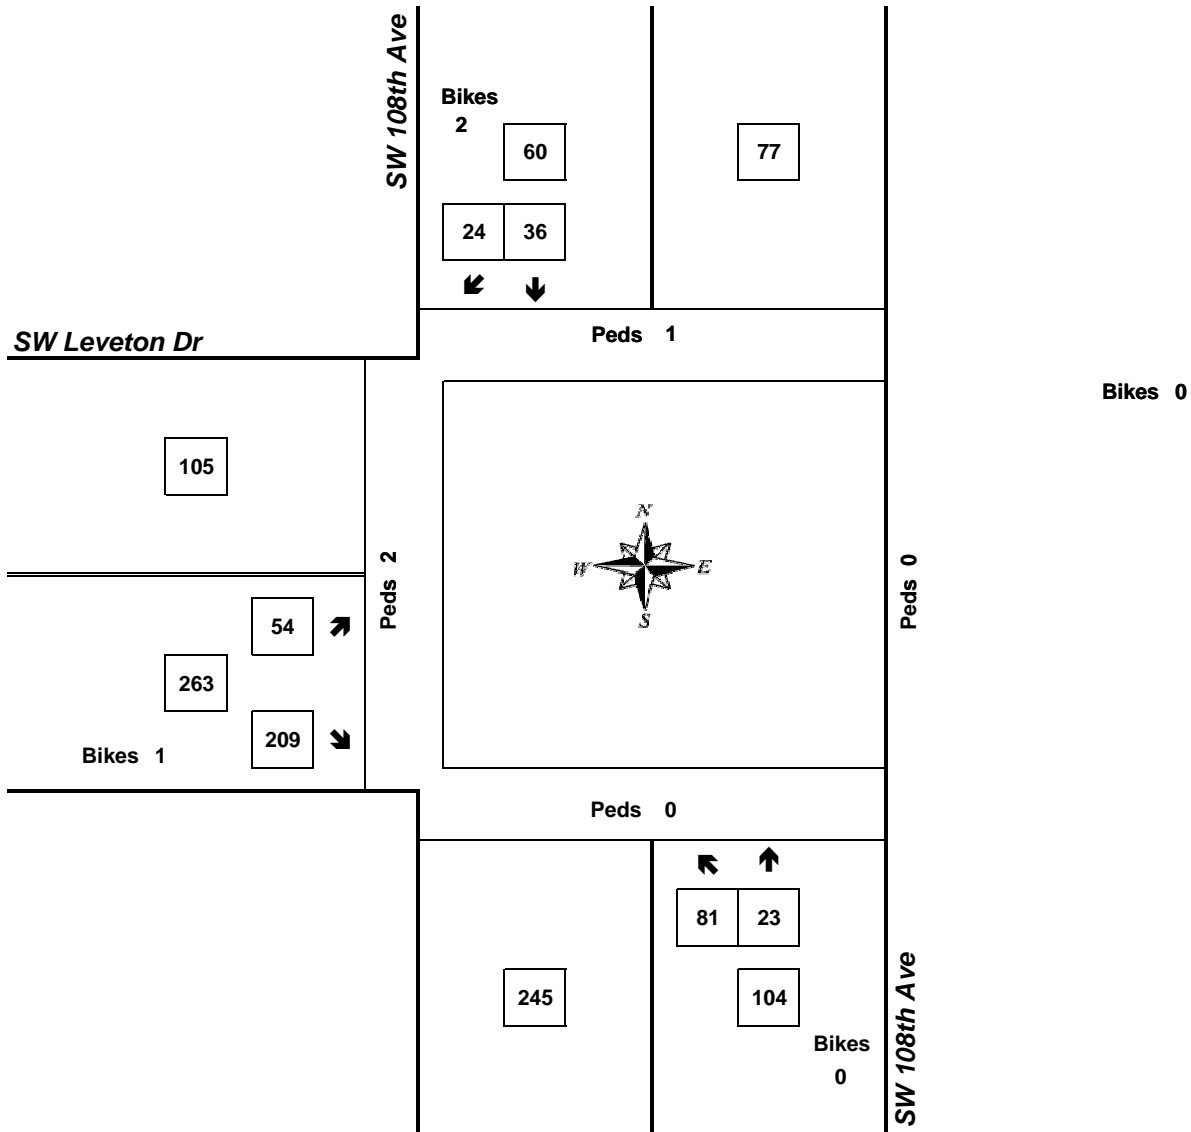 SW 108th Ave
Bikes
2
60
77
24 36
Peds 1
SW Leveton Dr
Bikes 0
105
N
W E
S
Peds 2
Peds 0
54
263
209
Bikes 1
Peds 0
81 23
245
104
Bikes
0
SW 108th Ave